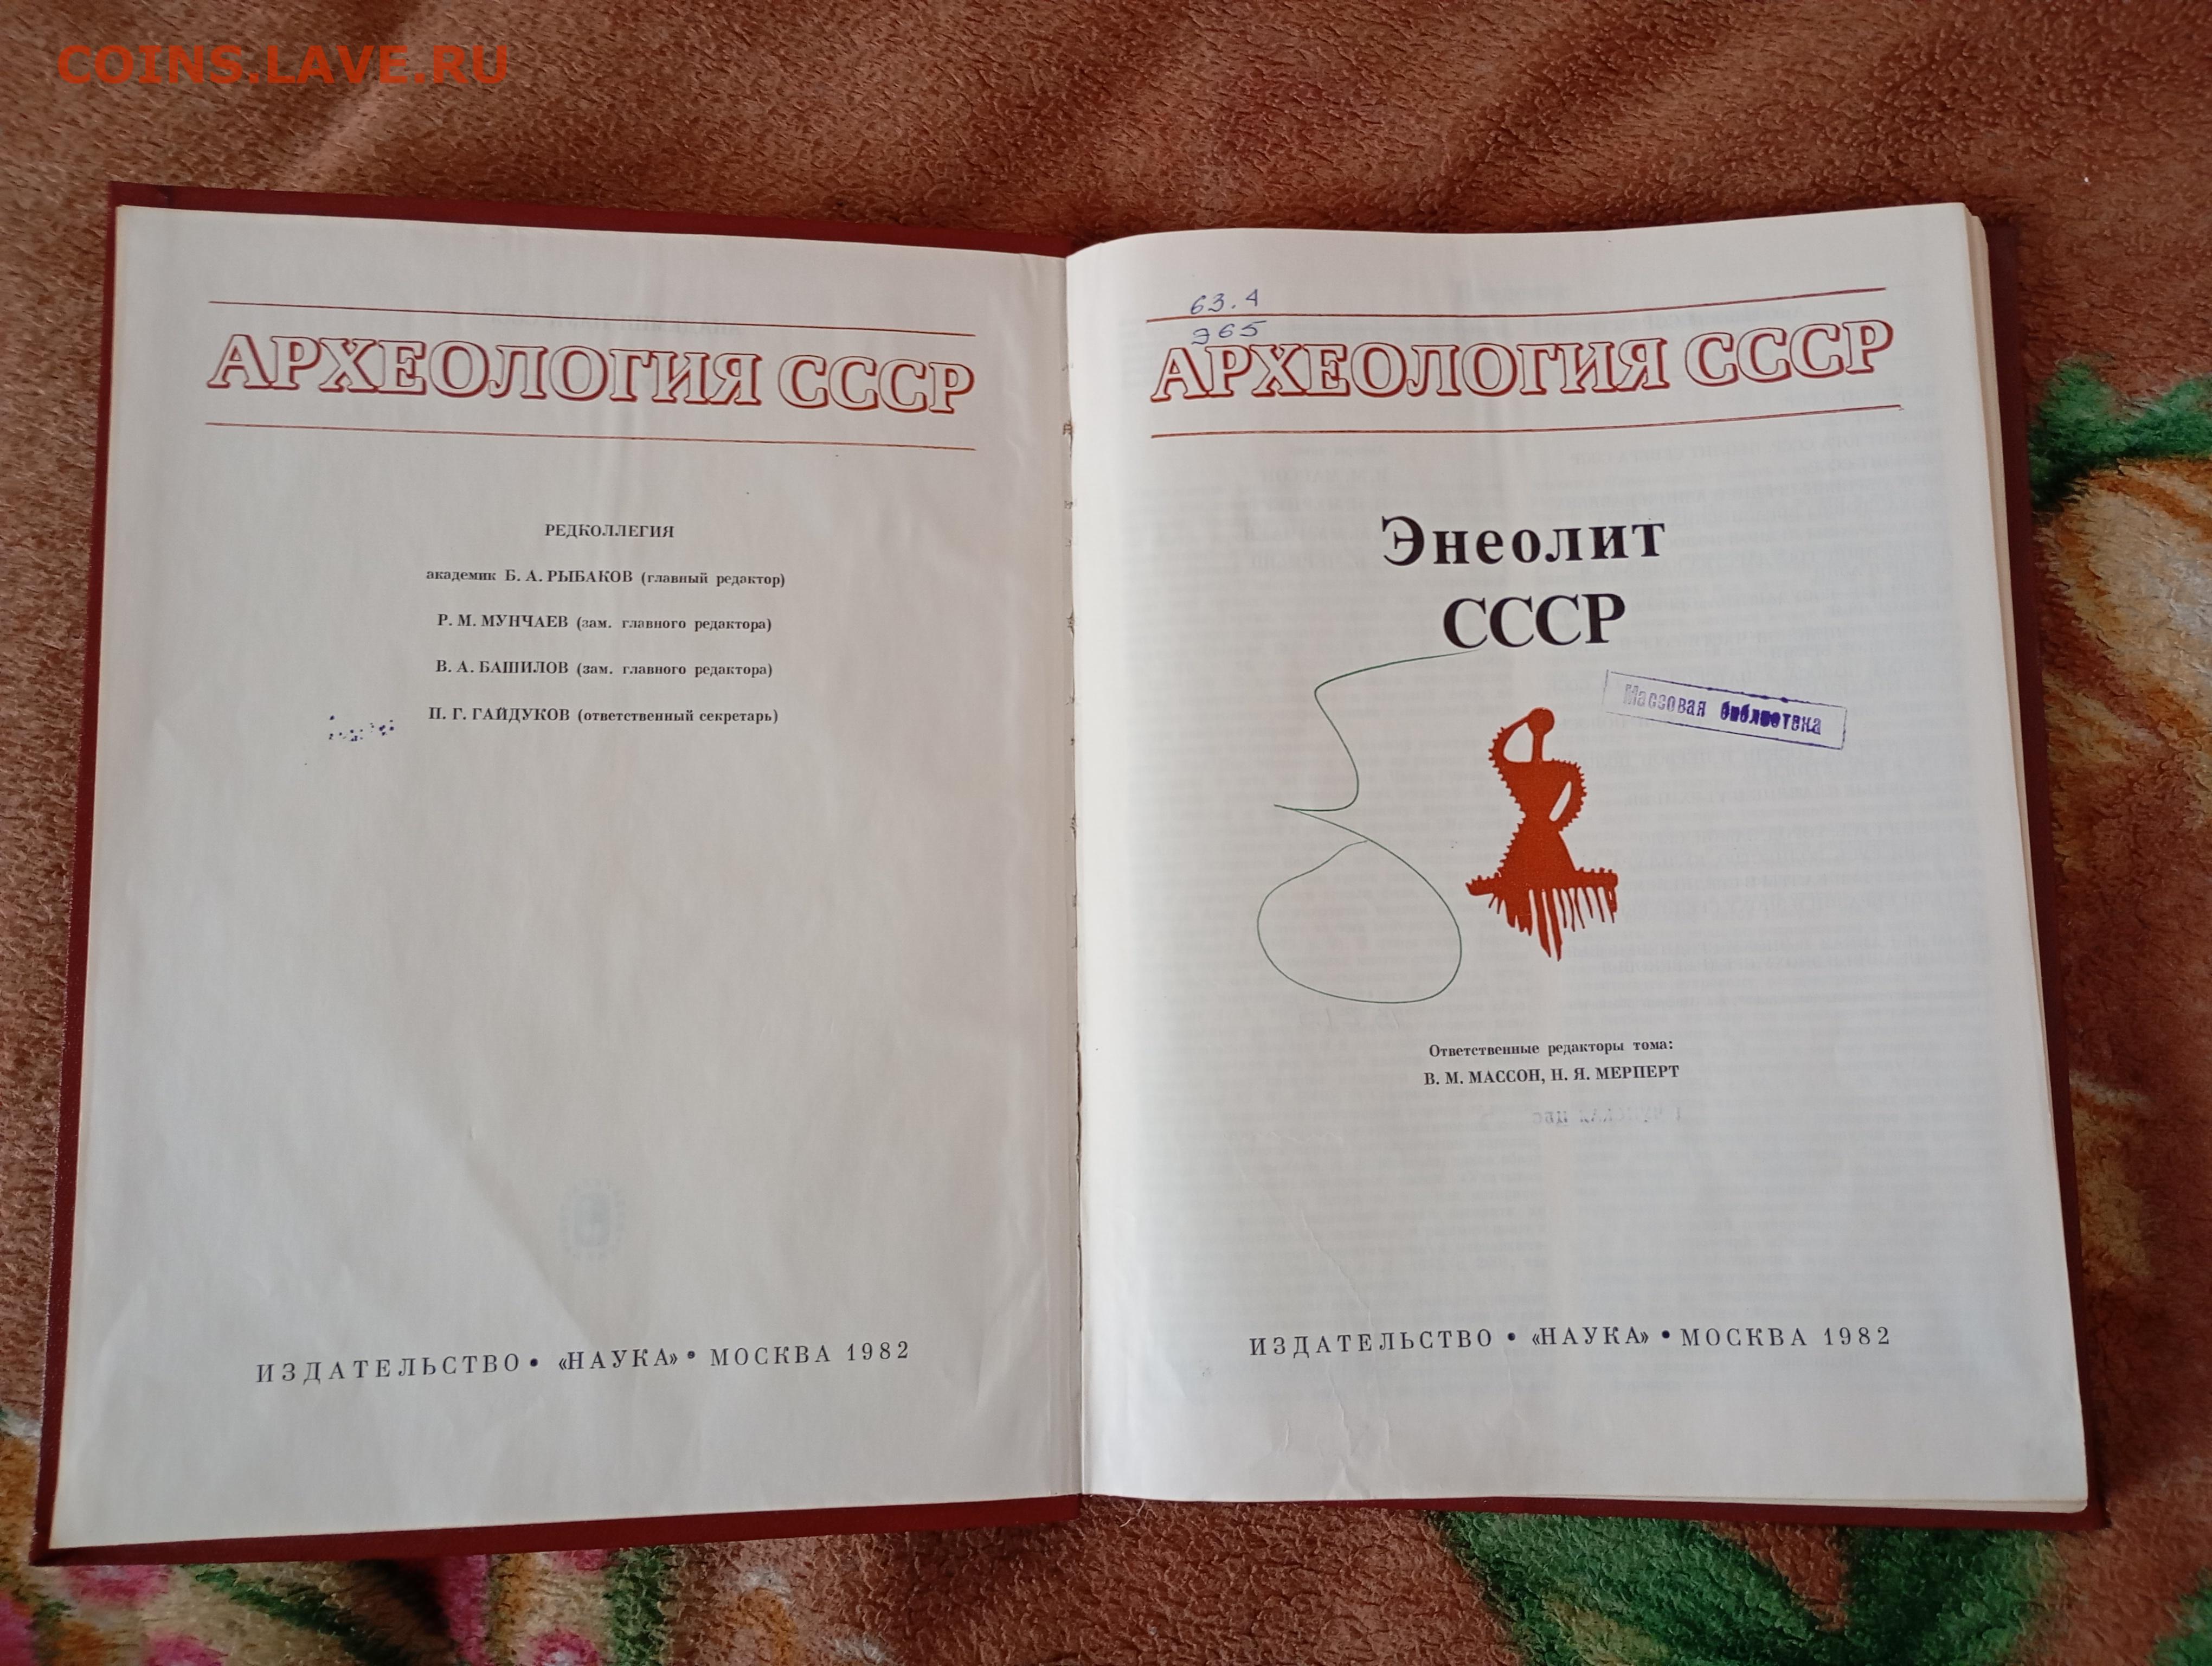 COINS.LAVE.RU
АРХЕОЛОГИЯ СССР
РЕДКОЛЛЕГИЯ
академик Б. А. РЫБАКОВ (главный редактор)
Р. М. МУНЧАЕВ (зам. главного редактора)
В. А. БАШИЛОВ (зам. главного редактора)
П. Г. ГАЙДУКОВ (ответственный секретарь)
ИЗДАТЕЛЬСТВО • «НАУКА» • МОСКВА 1982
63.4
Э65
АРХЕОЛОГИЯ СССР
Энеолит
СССР
Массовая библиотека
Ответственные редакторы тома:
В. М. МАССОН, Н. Я. МЕРПЕРТ
ИЗДАТЕЛЬСТВО • «НАУКА» • МОСКВА 1982